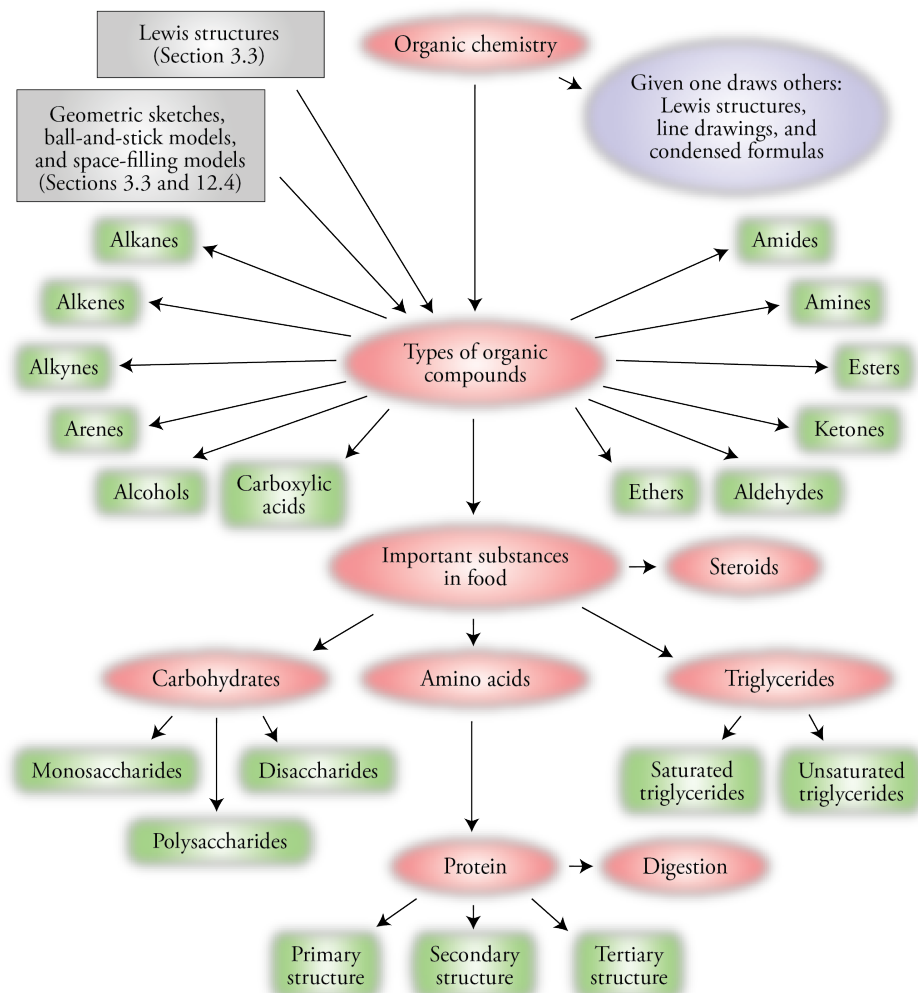 Lewis structures
(Section 3.3)
Organic chemistry
Given one draws others:
Lewis structures,
line drawings, and
condensed formulas
Geometric sketches,
ball-and-stick models,
and space-filling models
(Sections 3.3 and 12.4)
Alkanes
Amides
Alkenes
Amines
Types of organic
compounds
Alkynes
Esters
Arenes
Ketones
Alcohols
Carboxylic
acids
Ethers
Aldehydes
Important substances
in food
Steroids
Carbohydrates
Amino acids
Triglycerides
Monosaccharides
Disaccharides
Saturated
triglycerides
Unsaturated
triglycerides
Polysaccharides
Protein
Digestion
Primary
structure
Secondary
structure
Tertiary
structure